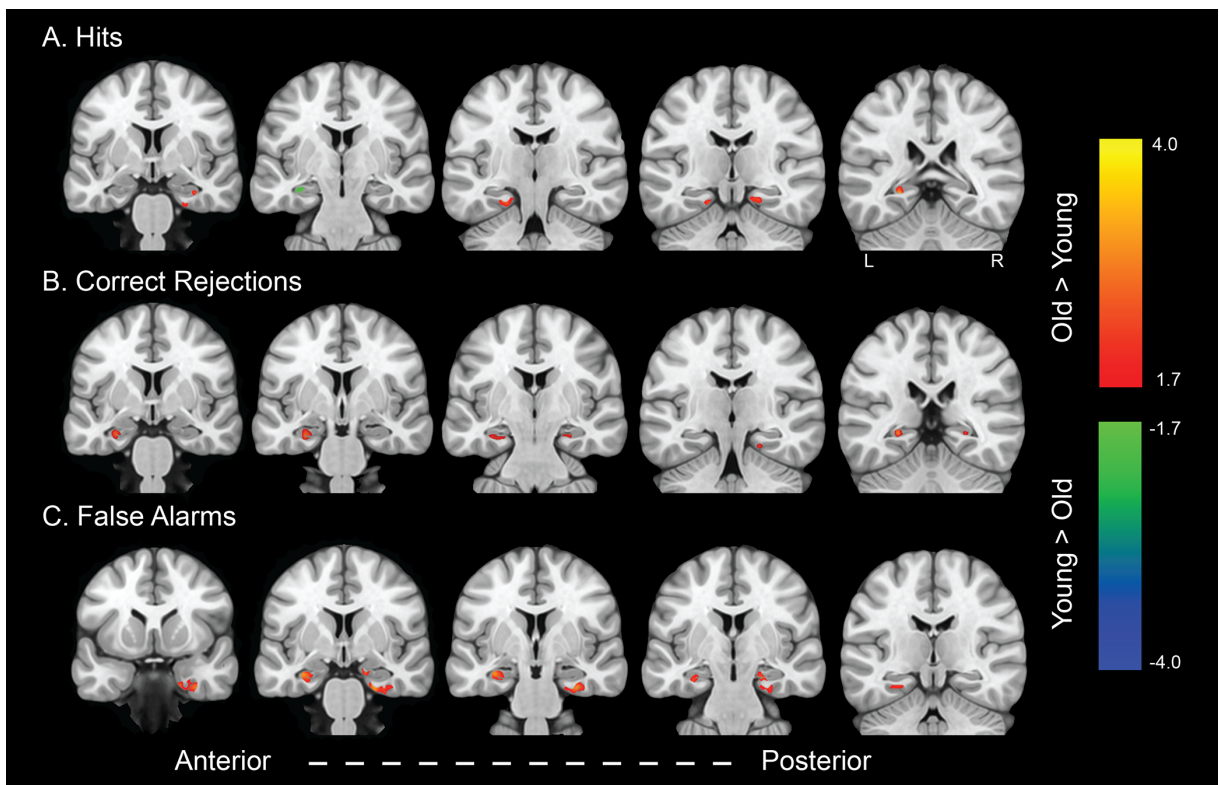 A. Hits
L
R
B. Correct Rejections
C. False Alarms
Anterior
Posterior
Old > Young
4.0
1.7
Young > Old
-1.7
-4.0